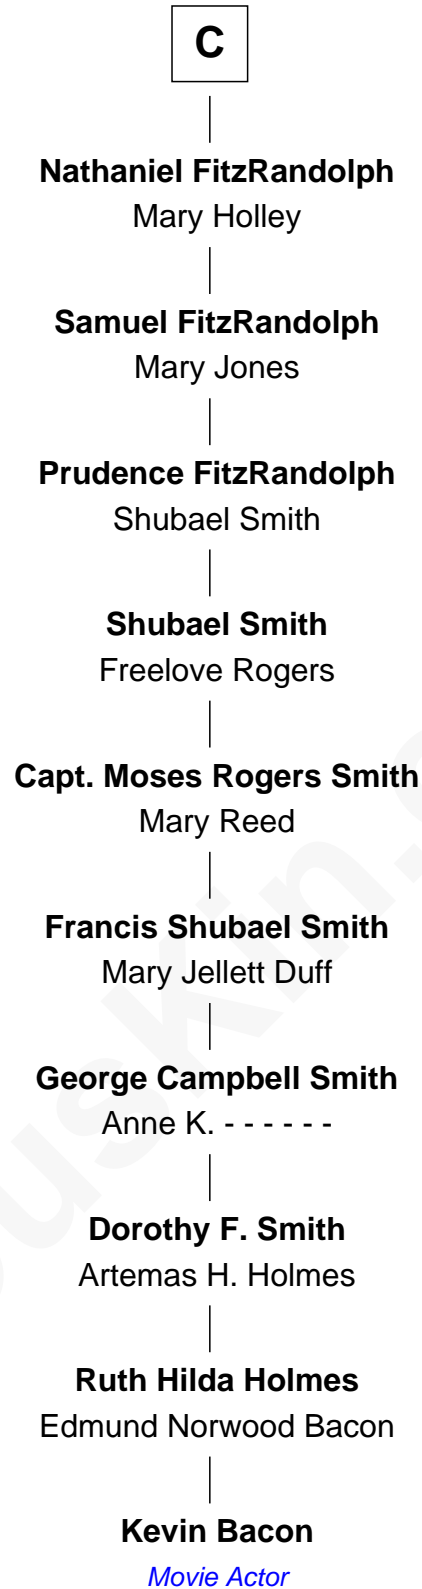 C
Nathaniel FitzRandolph
Mary Holley
Samuel FitzRandolph
Mary Jones
Prudence FitzRandolph
Shubael Smith
Shubael Smith
Freelove Rogers
Capt. Moses Rogers Smith
Mary Reed
Francis Shubael Smith
Mary Jellett Duff
George Campbell Smith
Anne K. - - - - - -
Dorothy F. Smith
Artemas H. Holmes
Ruth Hilda Holmes
Edmund Norwood Bacon
Kevin Bacon
Movie Actor